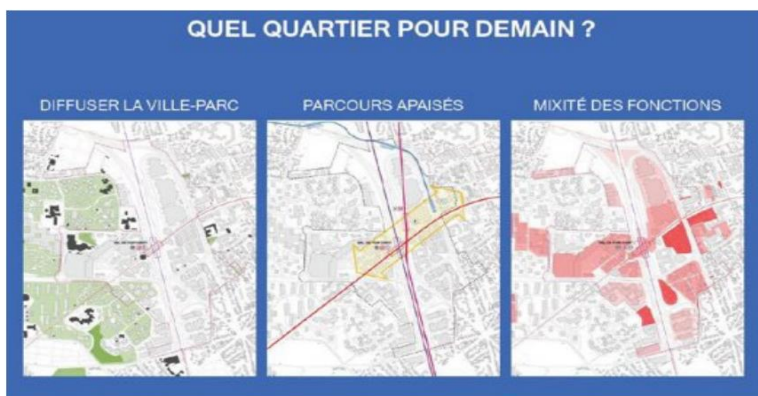 QUEL QUARTIER POUR DEMAIN ?
DIFFUSER LA VILLE-PARC
PARCOURS APAISÉS
MIXITÉ DES FONCTIONS